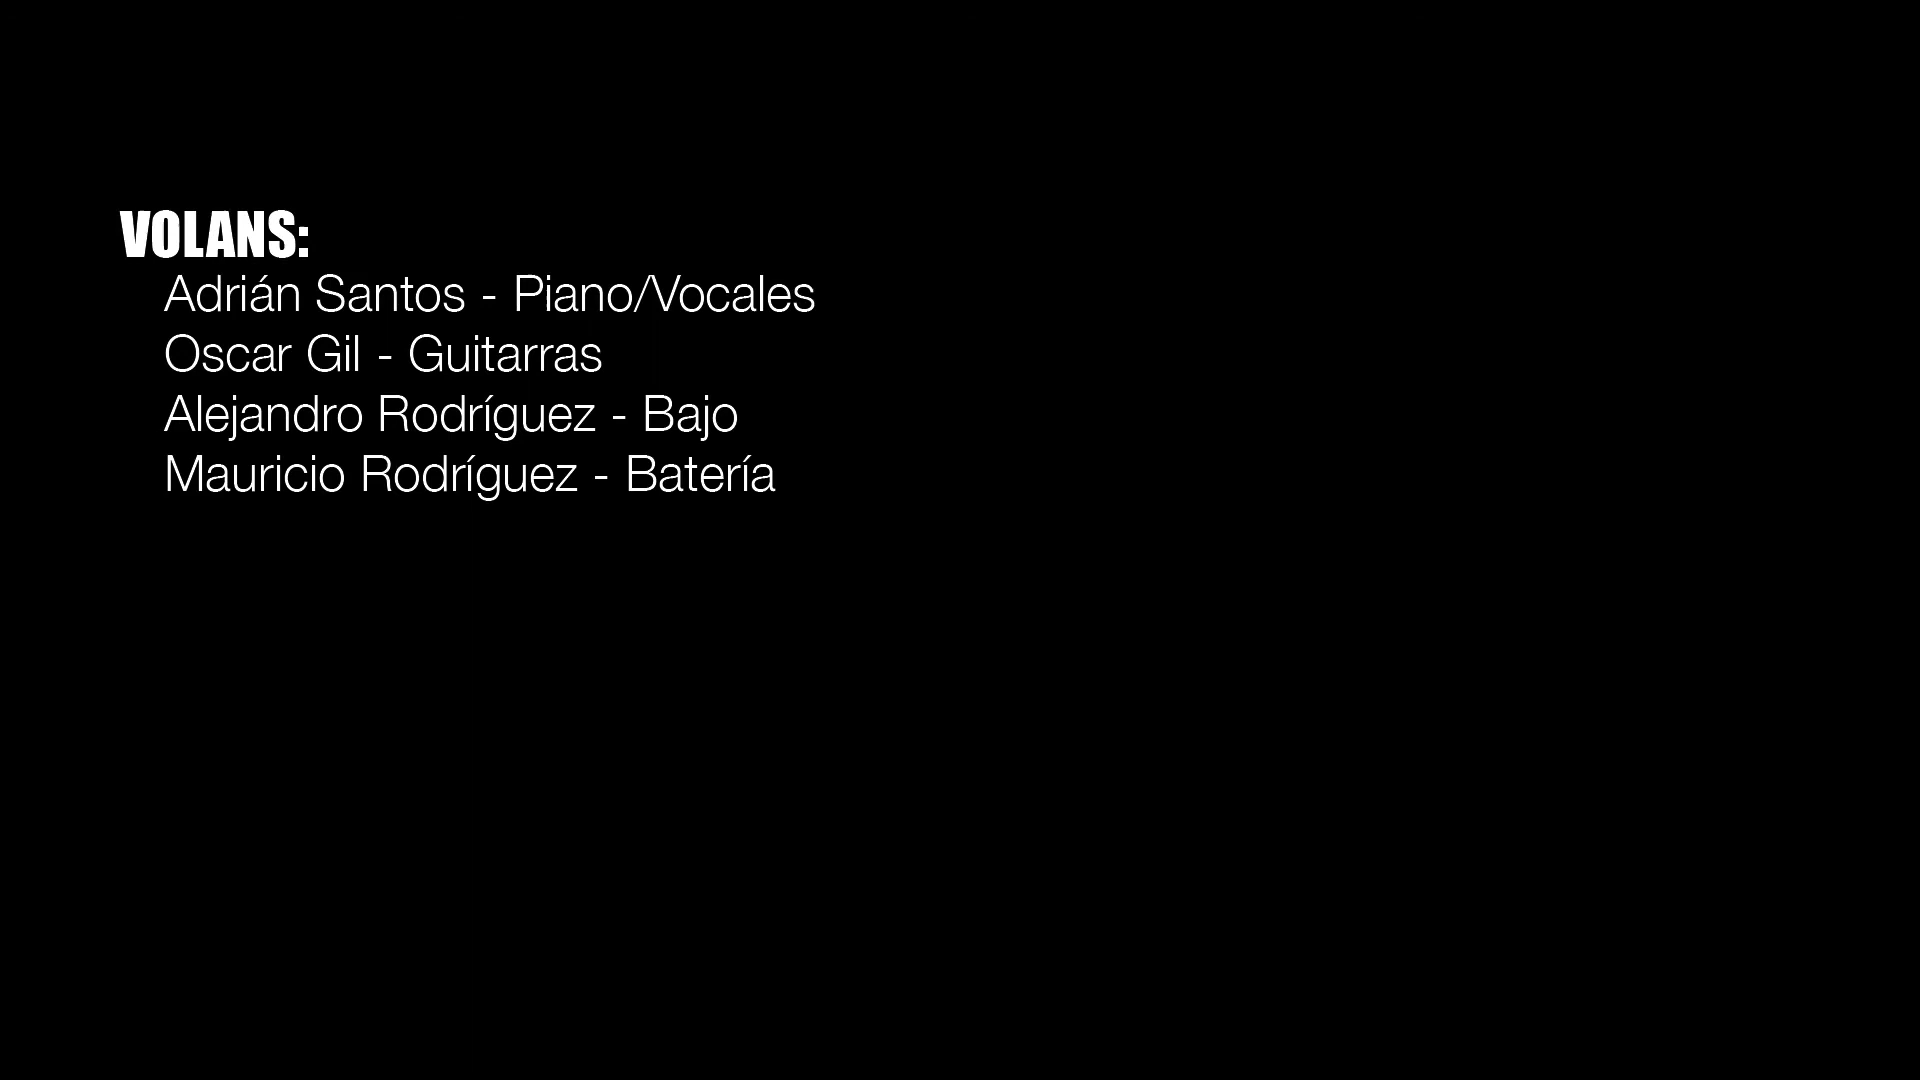 VOLANS:
Adrián Santos - Piano/Vocales
Oscar Gil - Guitarras
Alejandro Rodríguez - Bajo
Mauricio Rodríguez - Batería